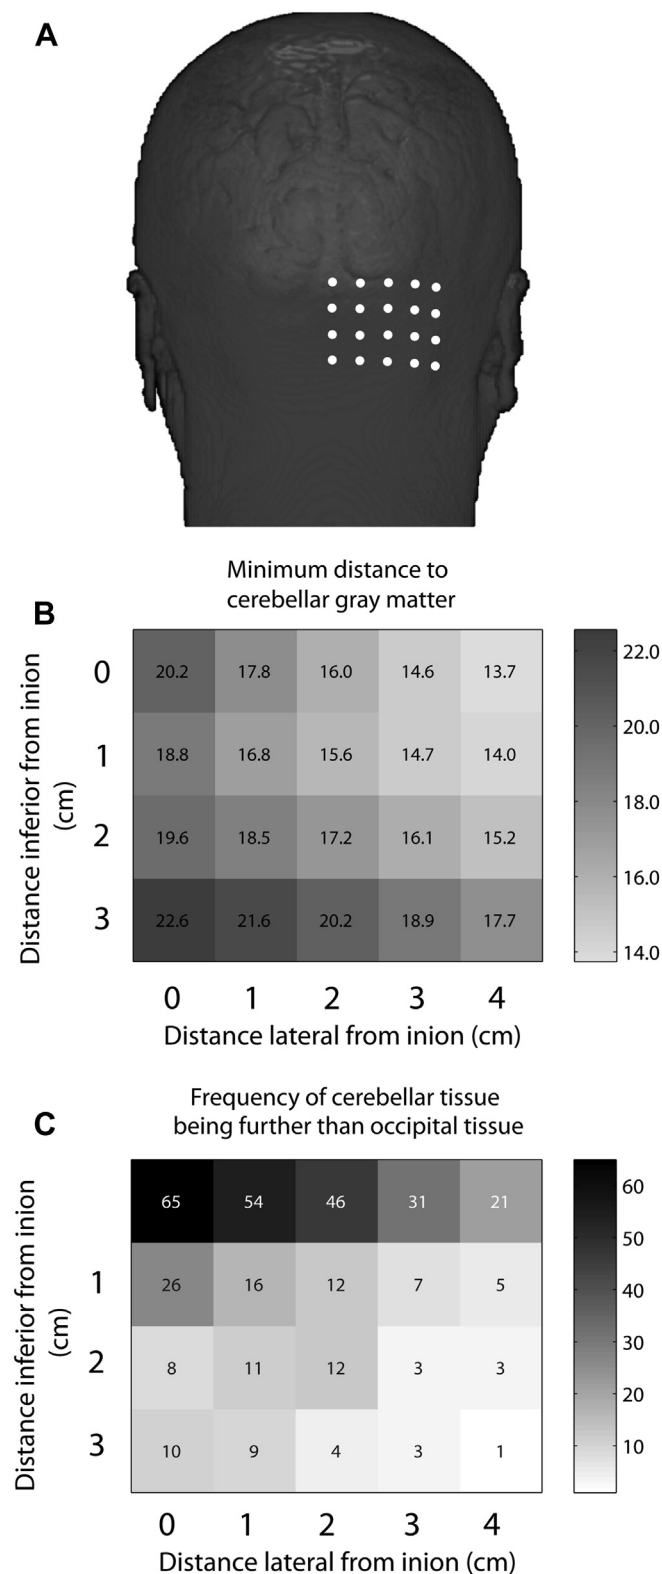 A
Minimum distance to
cerebellar gray matter
B
Distance inferior from inion
(cm)
0 20.2 17.8 16.0 14.6 13.7
1 18.8 16.8 15.6 14.7 14.0
2 19.6 18.5 17.2 16.1 15.2
3 22.6 21.6 20.2 18.9 17.7
22.0
20.0
18.0
16.0
14.0
0 1 2 3 4
Distance lateral from inion (cm)
Frequency of cerebellar tissue
being further than occipital tissue
C
Distance inferior from inion
(cm)
65 54 46 31 21
1 26 16 12 7 5
2 8 11 12 3 3
3 10 9 4 3 1
60
50
40
30
20
10
0 1 2 3 4
Distance lateral from inion (cm)